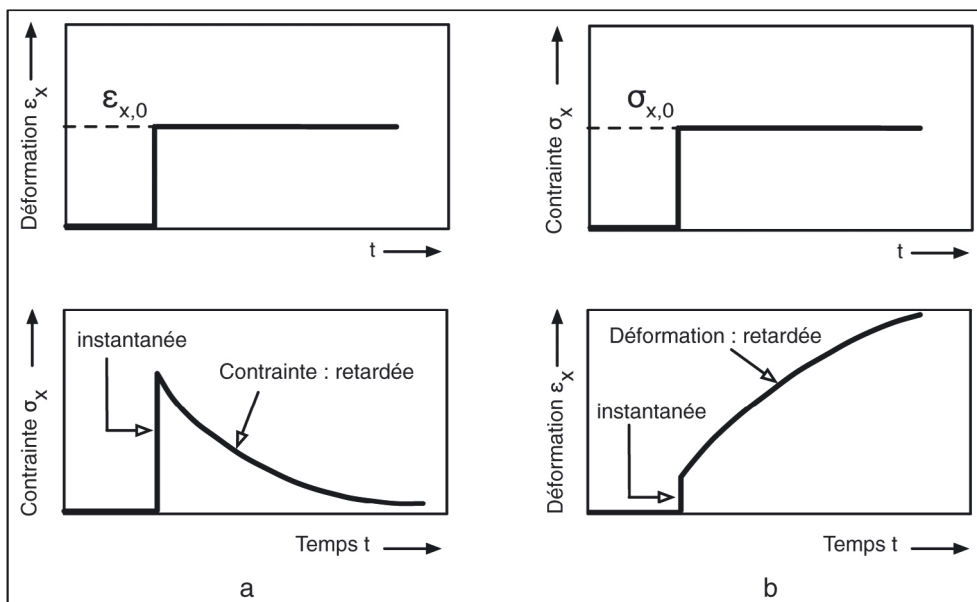 Déformation εx
εx,0
t
Contrainte σx
σx,0
t
Contrainte σx
instantanée
Contrainte : retardée
Temps t
a
Déformation εx
Déformation : retardée
instantanée
Temps t
b